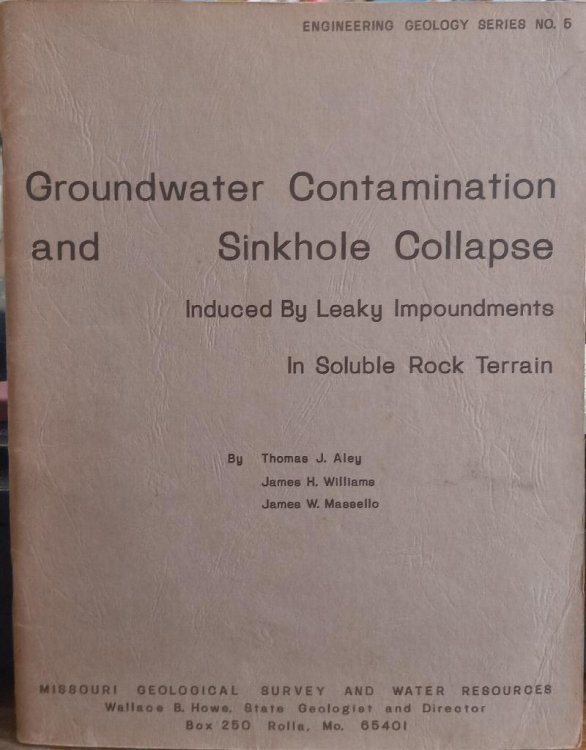 ENGINEERING GEOLOGY SERIES NO. 5
Groundwater Contamination
and Sinkhole Collapse
Induced By Leaky Impoundments
In Soluble Rock Terrain
By Thomas J. Aley
James H. Williams
James W. Massello
MISSOURI GEOLOGICAL SURVEY AND WATER RESOURCES
Wallace B. Howe, State Geologist and Director
Box 250 Rolla, Mo. 65401